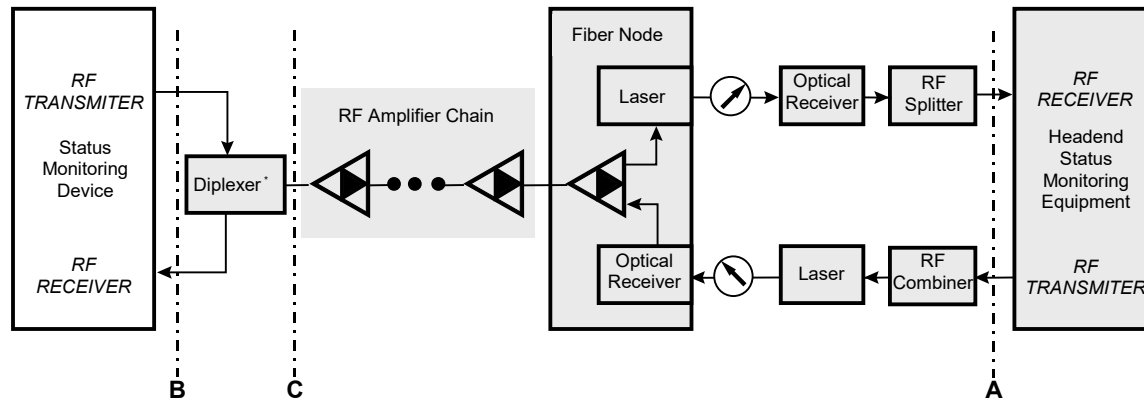 RF
TRANSMITER
Status
Monitoring
Device
RF
RECEIVER
Diplexer*
RF Amplifier Chain
Fiber Node
Laser
Optical
Receiver
Optical
Receiver
RF
Splitter
Laser
RF
Combiner
RF
RECEIVER
Headend
Status
Monitoring
Equipment
RF
TRANSMITER
B
C
A